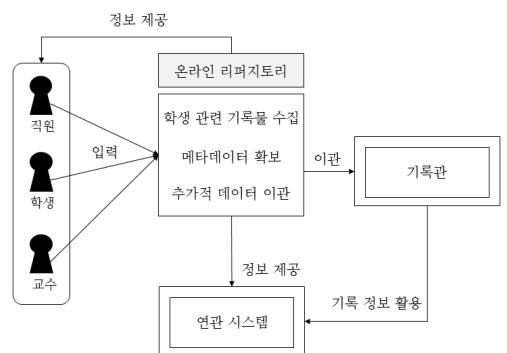 정보 제공
온라인 리퍼지토리
직원
학생
교수
입력
학생 관련 기록물 수집
메타데이터 확보
추가적 데이터 이관
이관
기록관
정보 제공
기록 정보 활용
연관 시스템